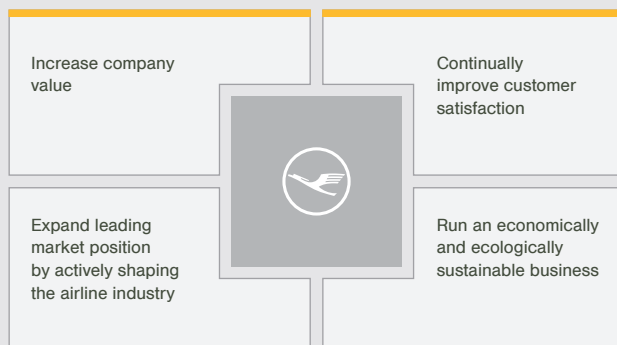 Increase company
value
Continually
improve customer
satisfaction
Expand leading
market position
by actively shaping
the airline industry
Run an economically
and ecologically
sustainable business